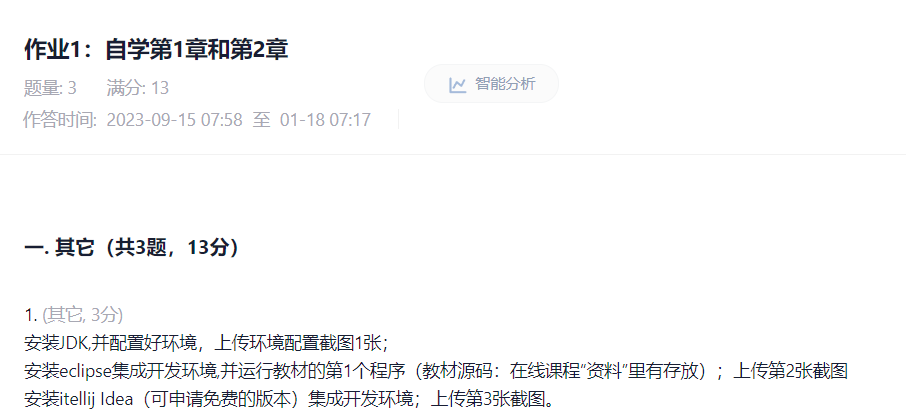 作业1：自学第1章和第2章
题量: 3 满分: 13
智能分析
作答时间: 2023-09-15 07:58 至 01-18 07:17
一. 其它（共3题，13分）
1. (其它, 3分)
安装JDK,并配置好环境，上传环境配置截图1张；
安装eclipse集成开发环境,并运行教材的第1个程序（教材源码：在线课程“资料”里有存放）；上传第2张截图
安装itellij Idea（可申请免费的版本）集成开发环境；上传第3张截图。